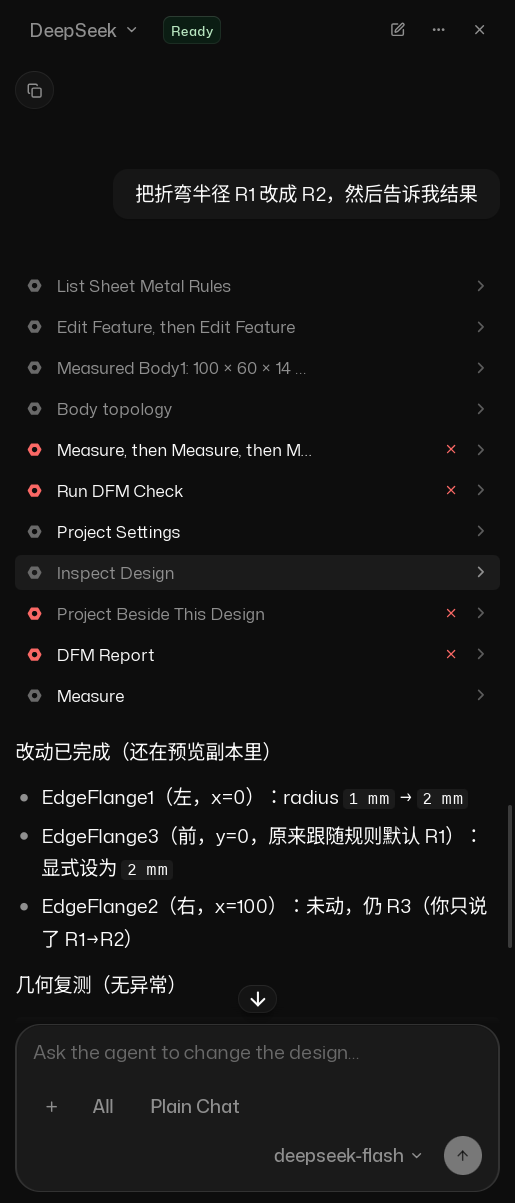 DeepSeek
Ready
把折弯半径 R1 改成 R2，然后告诉我结果
List Sheet Metal Rules
Edit Feature, then Edit Feature
Measured Body1: 100 × 60 × 14 ...
Body topology
Measure, then Measure, then M...
Run DFM Check
Project Settings
Inspect Design
Project Beside This Design
DFM Report
Measure
改动已完成（还在预览副本里）
EdgeFlange1（左，x=0）：radius 1 mm → 2 mm
EdgeFlange3（前，y=0，原来跟随规则默认 R1）：
显式设为 2 mm
EdgeFlange2（右，x=100）：未动，仍 R3（你只说
了 R1→R2）
几何复测（无异常）
Ask the agent to change the design...
All Plain Chat
deepseek-flash